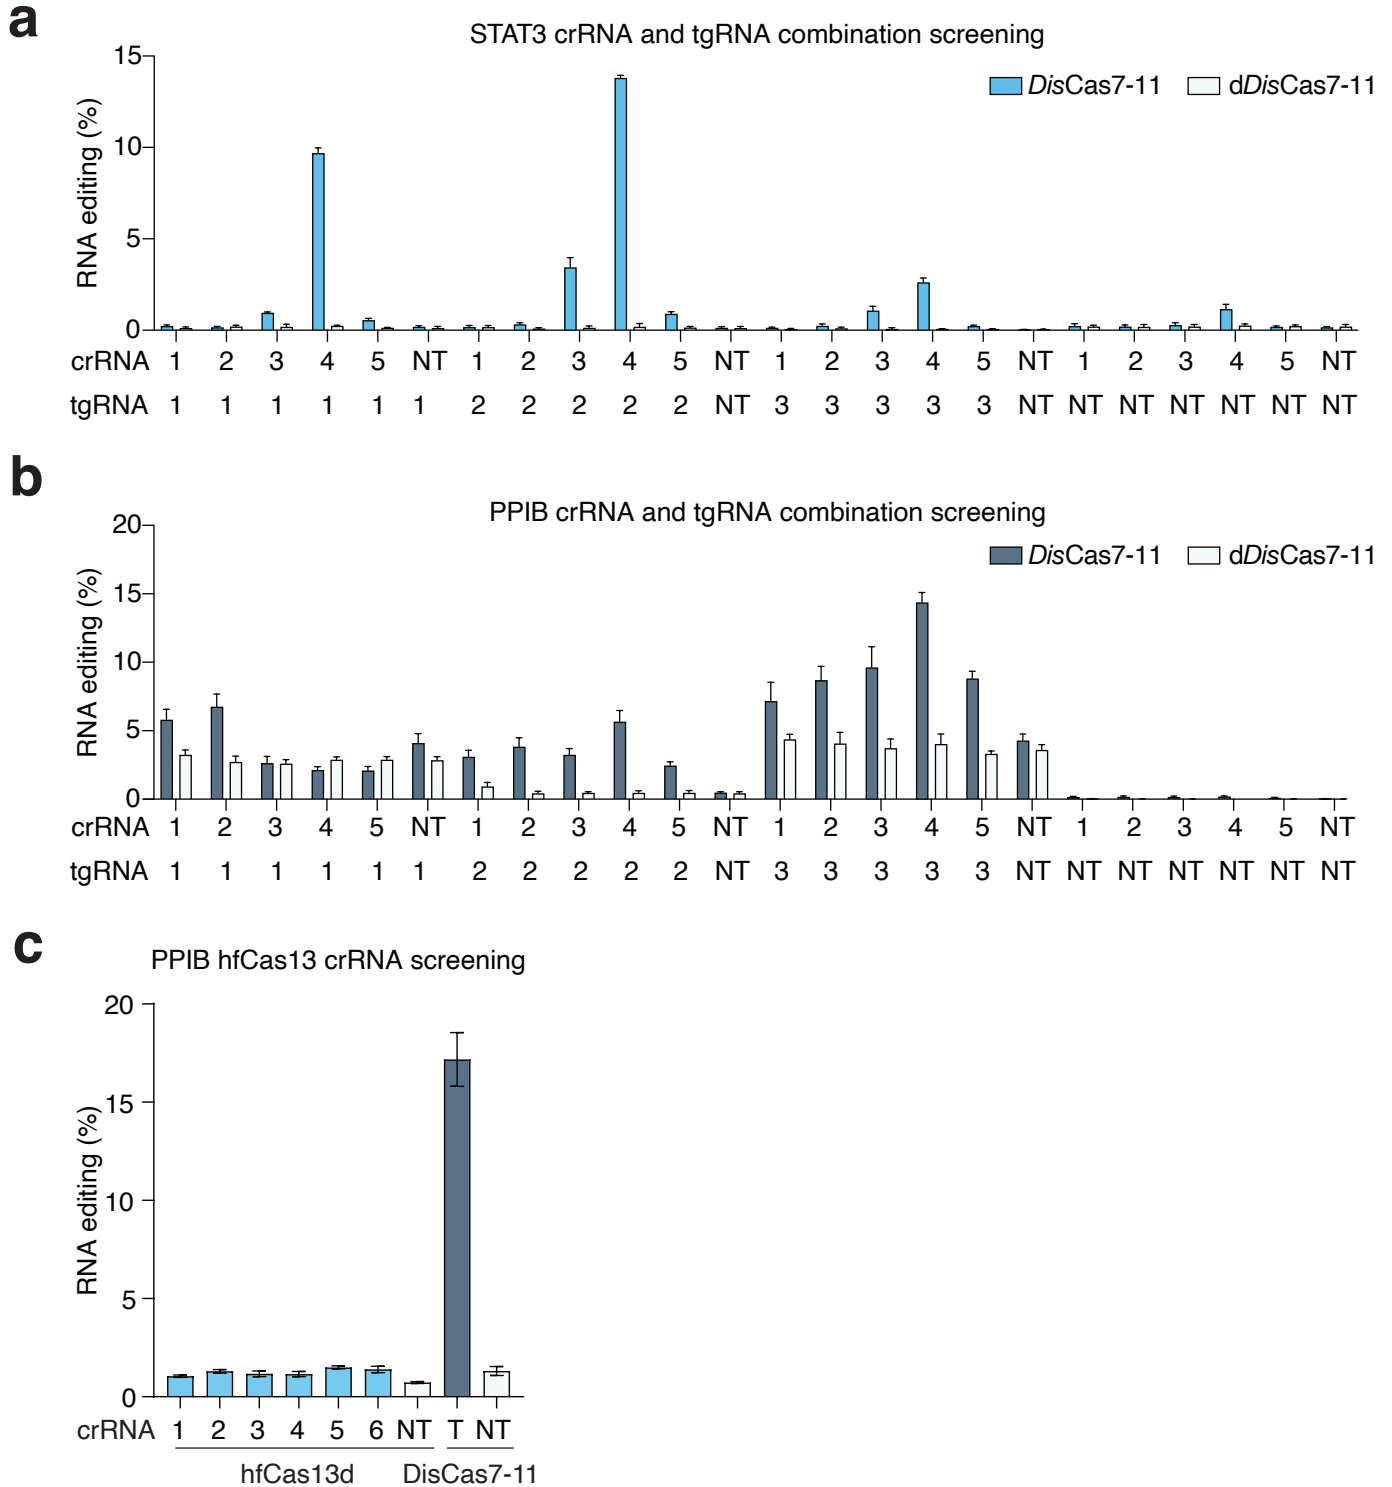 a
STAT3 crRNA and tgRNA combination screening
DisCas7-11 dDisCas7-11
RNA editing (%)
15
10
5
0
crRNA 1 2 3 4 5 NT 1 2 3 4 5 NT 1 2 3 4 5 NT 1 2 3 4 5 NT
tgRNA 1 1 1 1 1 1 2 2 2 2 2 NT 3 3 3 3 3 NT NT NT NT NT NT NT
b
PPIB crRNA and tgRNA combination screening
DisCas7-11 dDisCas7-11
RNA editing (%)
20
15
10
5
0
crRNA 1 2 3 4 5 NT 1 2 3 4 5 NT 1 2 3 4 5 NT 1 2 3 4 5 NT
tgRNA 1 1 1 1 1 1 2 2 2 2 2 NT 3 3 3 3 3 NT NT NT NT NT NT NT
c
PPIB hfCas13 crRNA screening
RNA editing (%)
20
15
10
5
0
crRNA 1 2 3 4 5 6 NT T NT
hfCas13d DisCas7-11